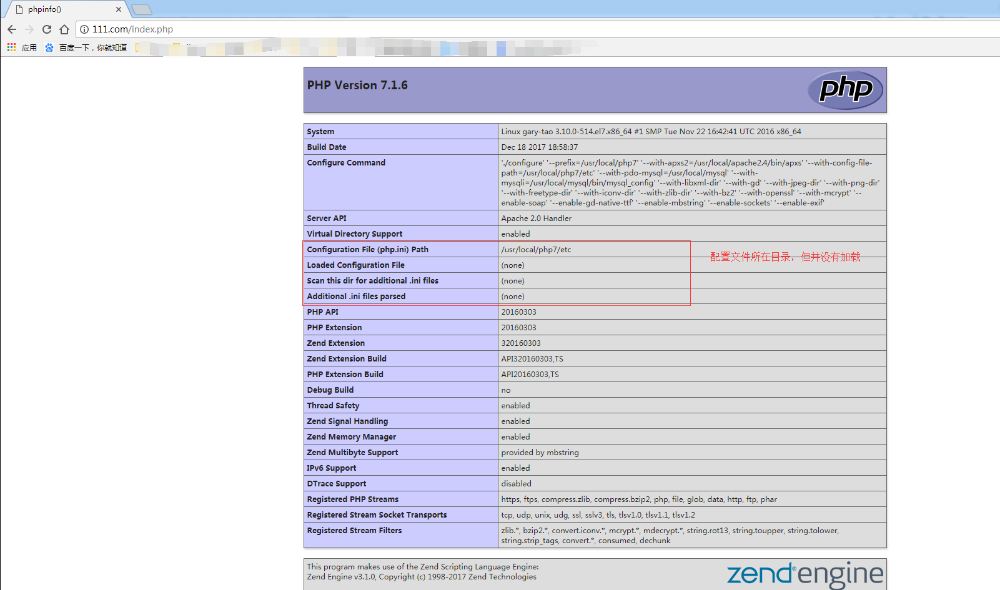 phpinfo()
111.com/index.php
应用 百度一下，你就知道
PHP Version 7.1.6
php
System Linux gary-tao 3.10.0-514.el7.x86_64 #1 SMP Tue Nov 22 16:42:41 UTC 2016 x86_64
Build Date Dec 18 2017 18:58:37
Configure Command './configure' '--prefix=/usr/local/php7' '--with-apxs2=/usr/local/apache2.4/bin/apxs' '--with-config-file-
path=/usr/local/php7/etc' '--with-pdo-mysql=/usr/local/mysql' '--with-
mysqli=/usr/local/mysql/bin/mysql_config' '--with-libxml-dir' '--with-gd' '--with-jpeg-dir' '--with-png-dir'
'--with-freetype-dir' '--with-iconv-dir' '--with-zlib-dir' '--with-bz2' '--with-openssl' '--with-mcrypt' '--
enable-soap' '--enable-gd-native-ttf' '--enable-mbstring' '--enable-sockets' '--enable-exif'
Server API Apache 2.0 Handler
Virtual Directory Support enabled
Configuration File (php.ini) Path /usr/local/php7/etc
配置文件所在目录，但并没有加载
Loaded Configuration File (none)
Scan this dir for additional .ini files (none)
Additional .ini files parsed (none)
PHP API 20160303
PHP Extension 20160303
Zend Extension 320160303
Zend Extension Build API320160303,TS
PHP Extension Build API20160303,TS
Debug Build no
Thread Safety enabled
Zend Signal Handling enabled
Zend Memory Manager enabled
Zend Multibyte Support provided by mbstring
IPv6 Support enabled
DTrace Support disabled
Registered PHP Streams https, ftps, compress.zlib, compress.bzip2, php, file, glob, data, http, ftp, phar
Registered Stream Socket Transports tcp, udp, unix, udg, ssl, sslv3, tls, tlsv1.0, tlsv1.1, tlsv1.2
Registered Stream Filters zlib.*, bzip2.*, convert.iconv.*, mcrypt.*, mdecrypt.*, string.rot13, string.toupper, string.tolower,
string.strip_tags, convert.*, consumed, dechunk
This program makes use of the Zend Scripting Language Engine:
Zend Engine v3.1.0, Copyright (c) 1998-2017 Zend Technologies
zend® engine